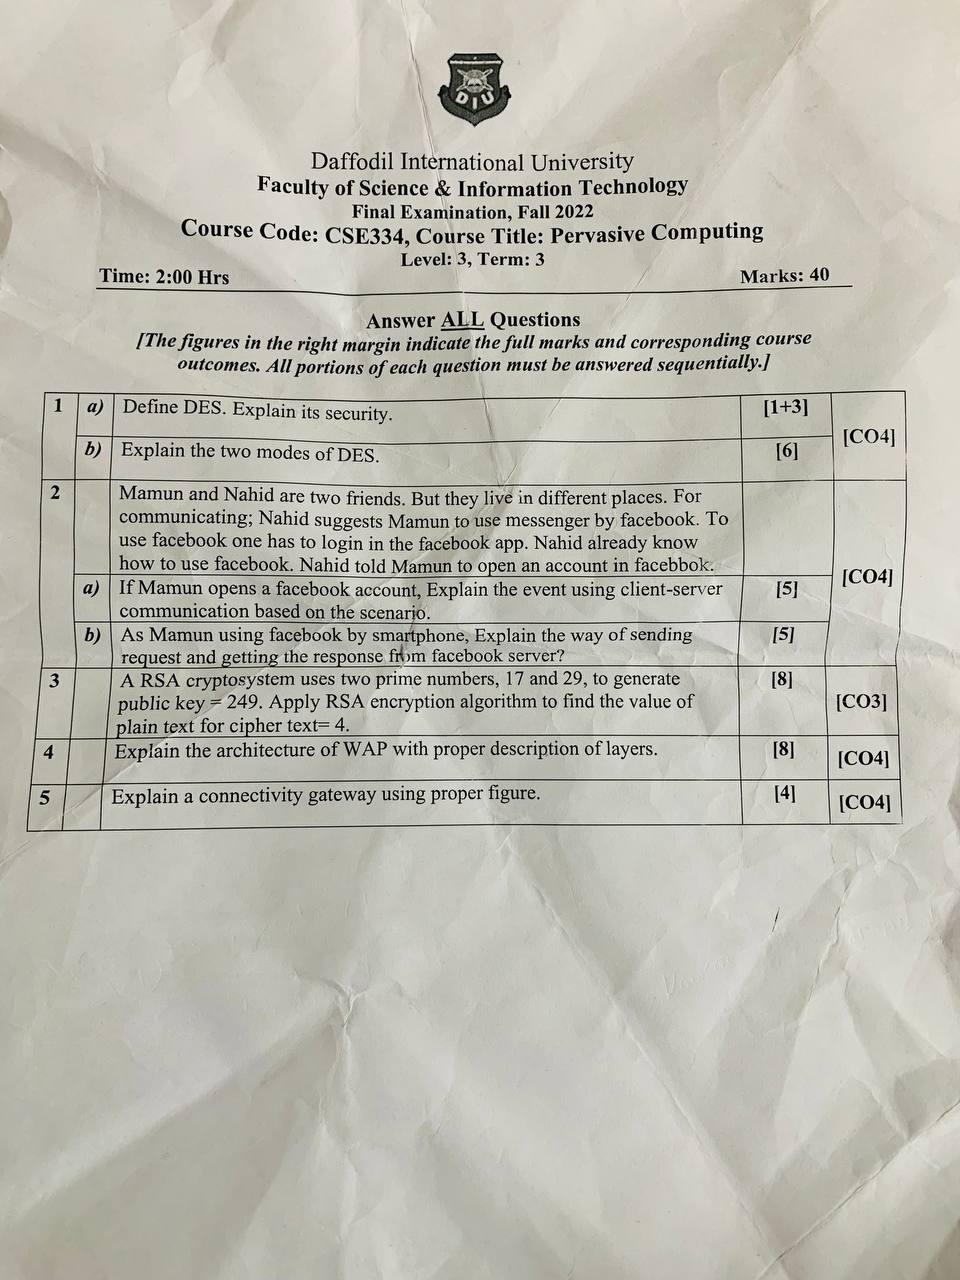 DIU
Daffodil International University
Faculty of Science & Information Technology
Final Examination, Fall 2022
Course Code: CSE334, Course Title: Pervasive Computing
Level: 3, Term: 3
Time: 2:00 Hrs Marks: 40
Answer ALL Questions
[The figures in the right margin indicate the full marks and corresponding course
outcomes. All portions of each question must be answered sequentially.]
1 a) Define DES. Explain its security. [1+3] [CO4]
b) Explain the two modes of DES. [6]
2 Mamun and Nahid are two friends. But they live in different places. For
communicating; Nahid suggests Mamun to use messenger by facebook. To
use facebook one has to login in the facebook app. Nahid already know
how to use facebook. Nahid told Mamun to open an account in facebbok. [CO4]
a) If Mamun opens a facebook account, Explain the event using client-server [5]
communication based on the scenario.
b) As Mamun using facebook by smartphone, Explain the way of sending [5]
request and getting the response from facebook server?
3 A RSA cryptosystem uses two prime numbers, 17 and 29, to generate [8]
public key = 249. Apply RSA encryption algorithm to find the value of [CO3]
plain text for cipher text= 4.
4 Explain the architecture of WAP with proper description of layers. [8] [CO4]
5 Explain a connectivity gateway using proper figure. [4] [CO4]